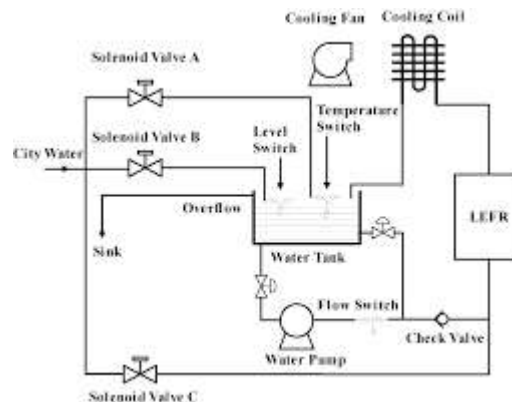 Cooling Fan
Cooling Coil
Solenoid Valve A
Temperature
Switch
Level
Switch
Solenoid Valve B
City Water
Overflow
LEFR
Sink
Water Tank
Flow Switch
Water Pump
Check Valve
Solenoid Valve C